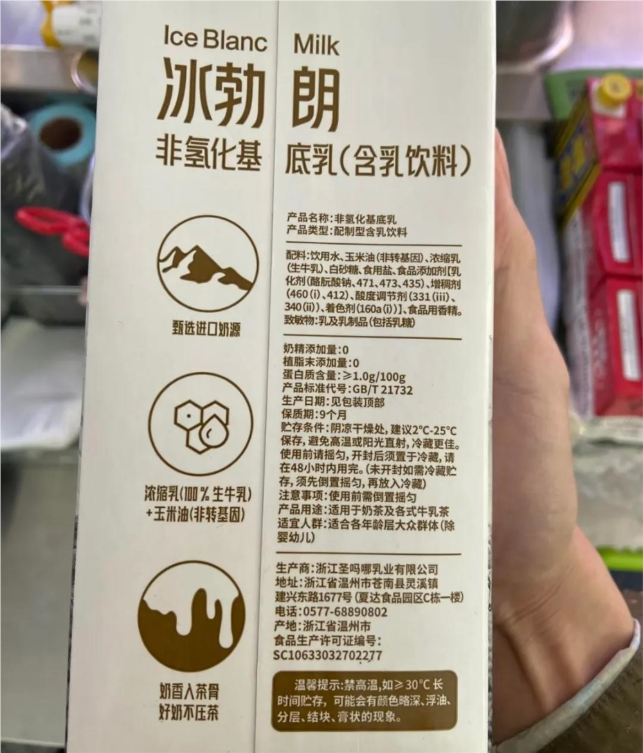 Ice Blanc Milk
冰勃朗
非氢化基底乳(含乳饮料)
甄选进口奶源
浓缩乳(100%生牛乳)
+玉米油(非转基因)
奶香入茶骨
好奶不压茶
产品名称:非氢化基底乳
产品类型:配制型含乳饮料
配料:饮用水、玉米油(非转基因)、浓缩乳
(生牛乳)、白砂糖、食用盐、食品添加剂[乳
化剂(酪朊酸钠、471、473、435)、增稠剂
(460(i)、412)、酸度调节剂(331(iii)、
340(ii))、着色剂(160a(i))]、食品用香精。
致敏物:乳及乳制品(包括乳糖)
奶精添加量:0
植脂末添加量:0
蛋白质含量:≥1.0g/100g
产品标准代号:GB/T 21732
生产日期:见包装顶部
保质期:9个月
贮存条件:阴凉干燥处,建议2℃-25℃
保存,避免高温或阳光直射,冷藏更佳。
使用前请摇匀,开封后须置于冷藏,请
在48小时内用完。(未开封如需冷藏贮
存,须先倒置摇匀,再放入冷藏)
注意事项:使用前需倒置摇匀
产品用途:适用于奶茶及各式牛乳茶
适宜人群:适合各年龄层大众群体(除
婴幼儿)
生产商:浙江圣吗哪乳业有限公司
地址:浙江省温州市苍南县灵溪镇
建兴东路1677号(夏达食品园区C栋一楼)
电话:0577-68890802
产地:浙江省温州市
食品生产许可证编号:
SC10633032702277
温馨提示:禁高温,如≥30℃长
时间贮存,可能会有颜色略深、浮油、
分层、结块、膏状的现象。